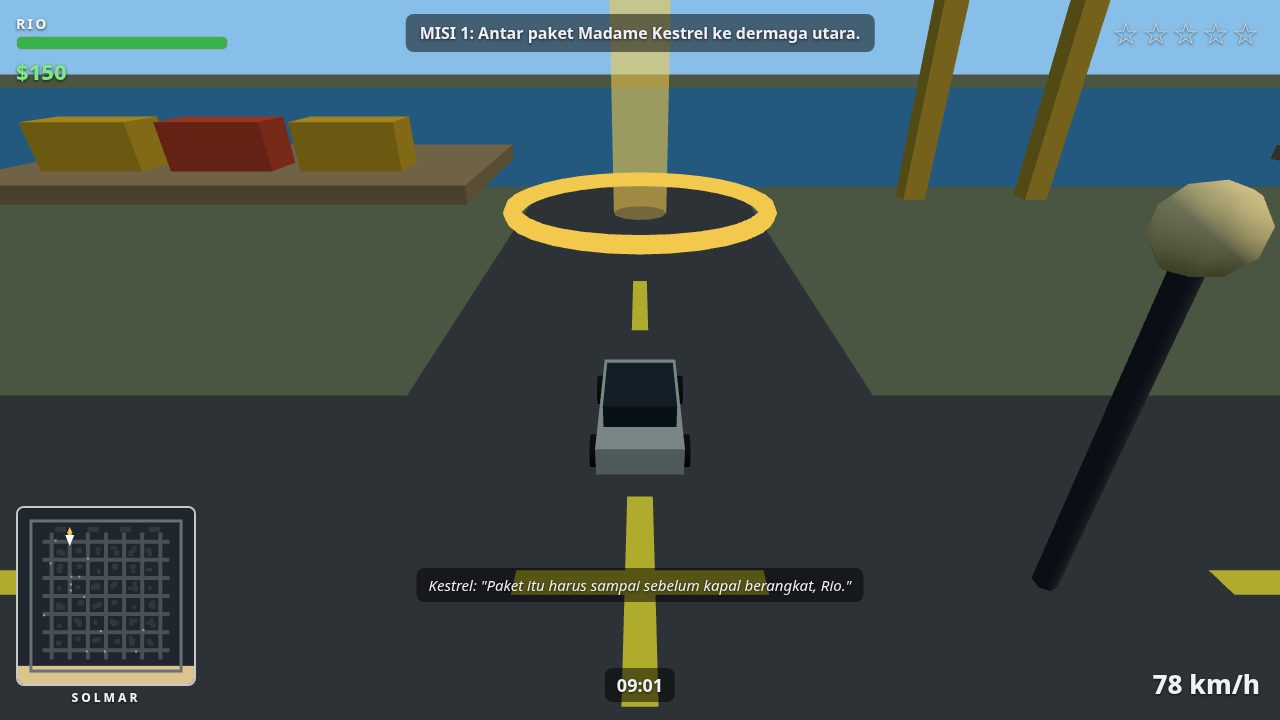 RIO
$150
MISI 1: Antar paket Madame Kestrel ke dermaga utara.
Kestrel: "Paket itu harus sampai sebelum kapal berangkat, Rio."
SOLMAR
09:01
78 km/h